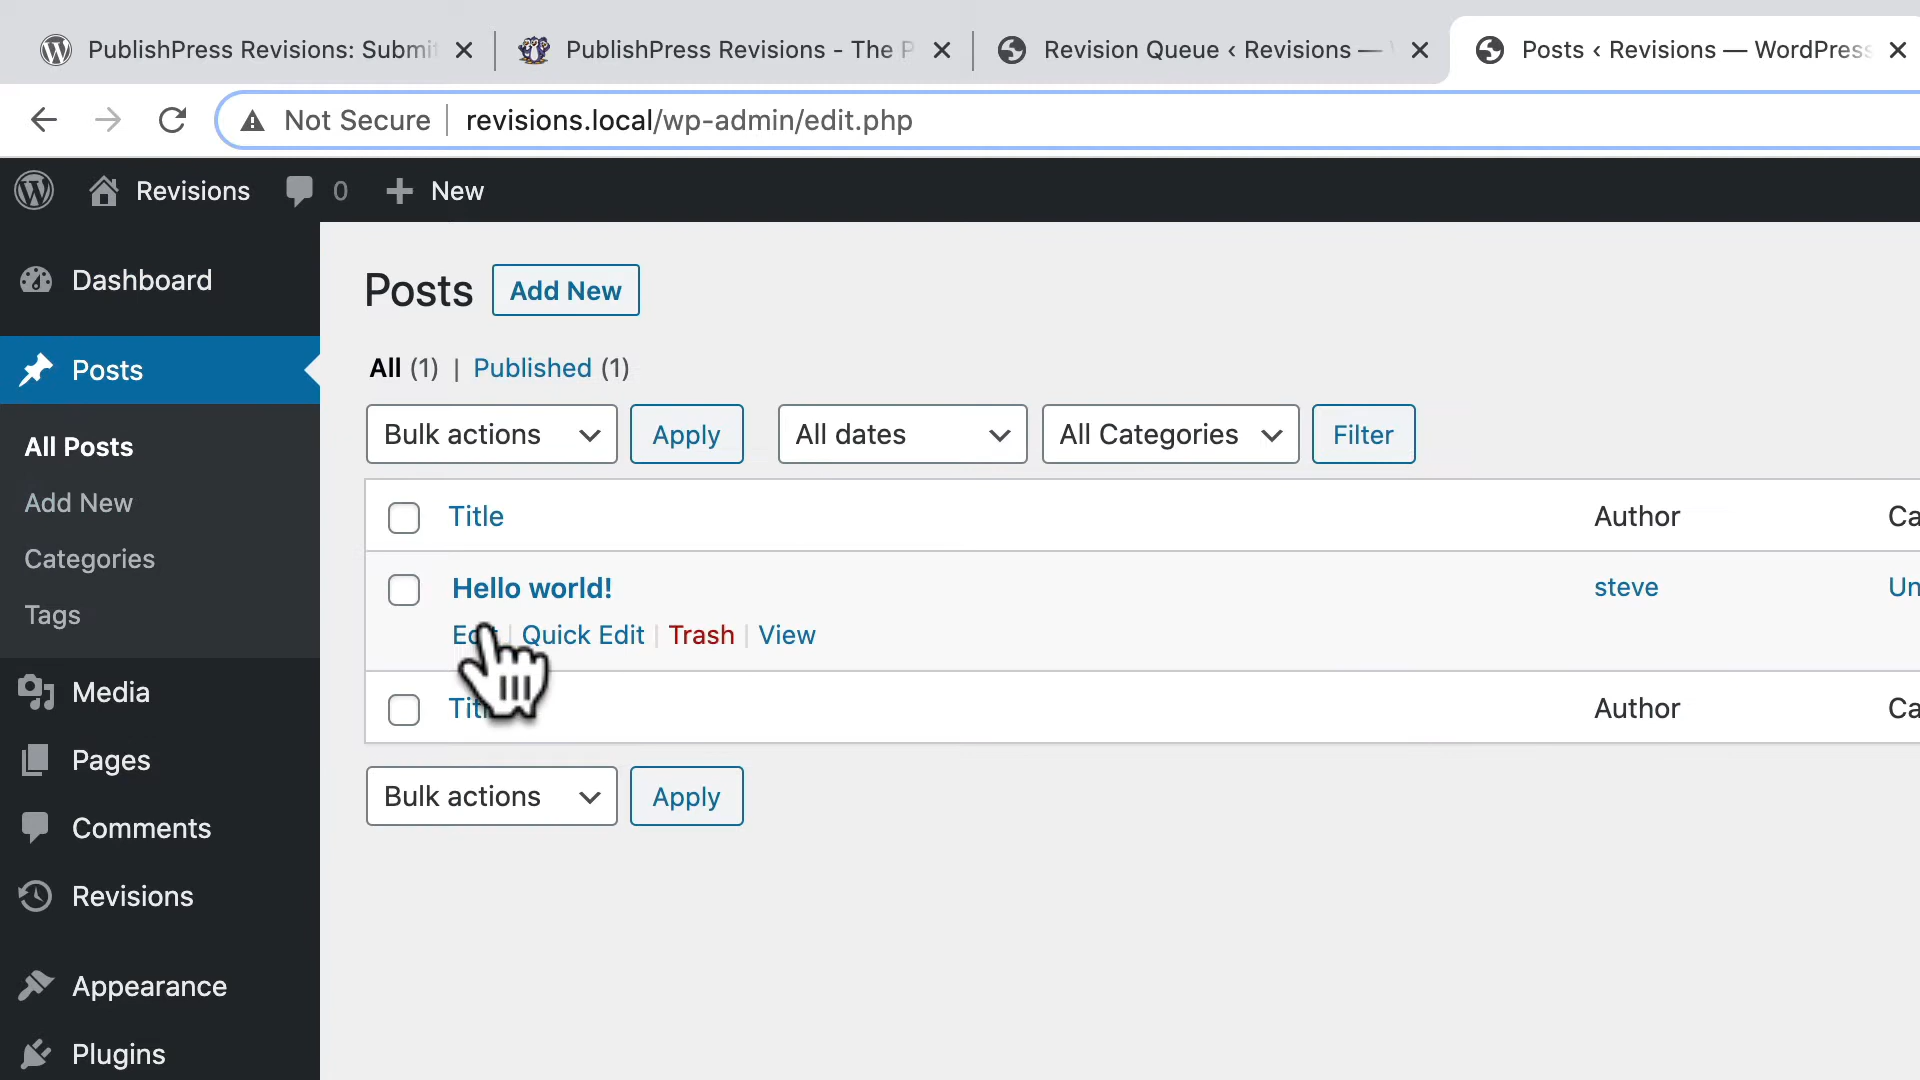 PublishPress Revisions: Submi
PublishPress Revisions - The P
Revision Queue ‹ Revisions —
Posts ‹ Revisions — WordPress
Not Secure
revisions.local/wp-admin/edit.php
Revisions
0
New
Dashboard
Posts
All Posts
Add New
Categories
Tags
Media
Pages
Comments
Revisions
Appearance
Plugins
Posts
Add New
All (1) | Published (1)
Bulk actions
Apply
All dates
All Categories
Filter
Title
Author
Ca
Hello world!
steve
Un
Edit | Quick Edit | Trash | View
Title
Author
Ca
Bulk actions
Apply